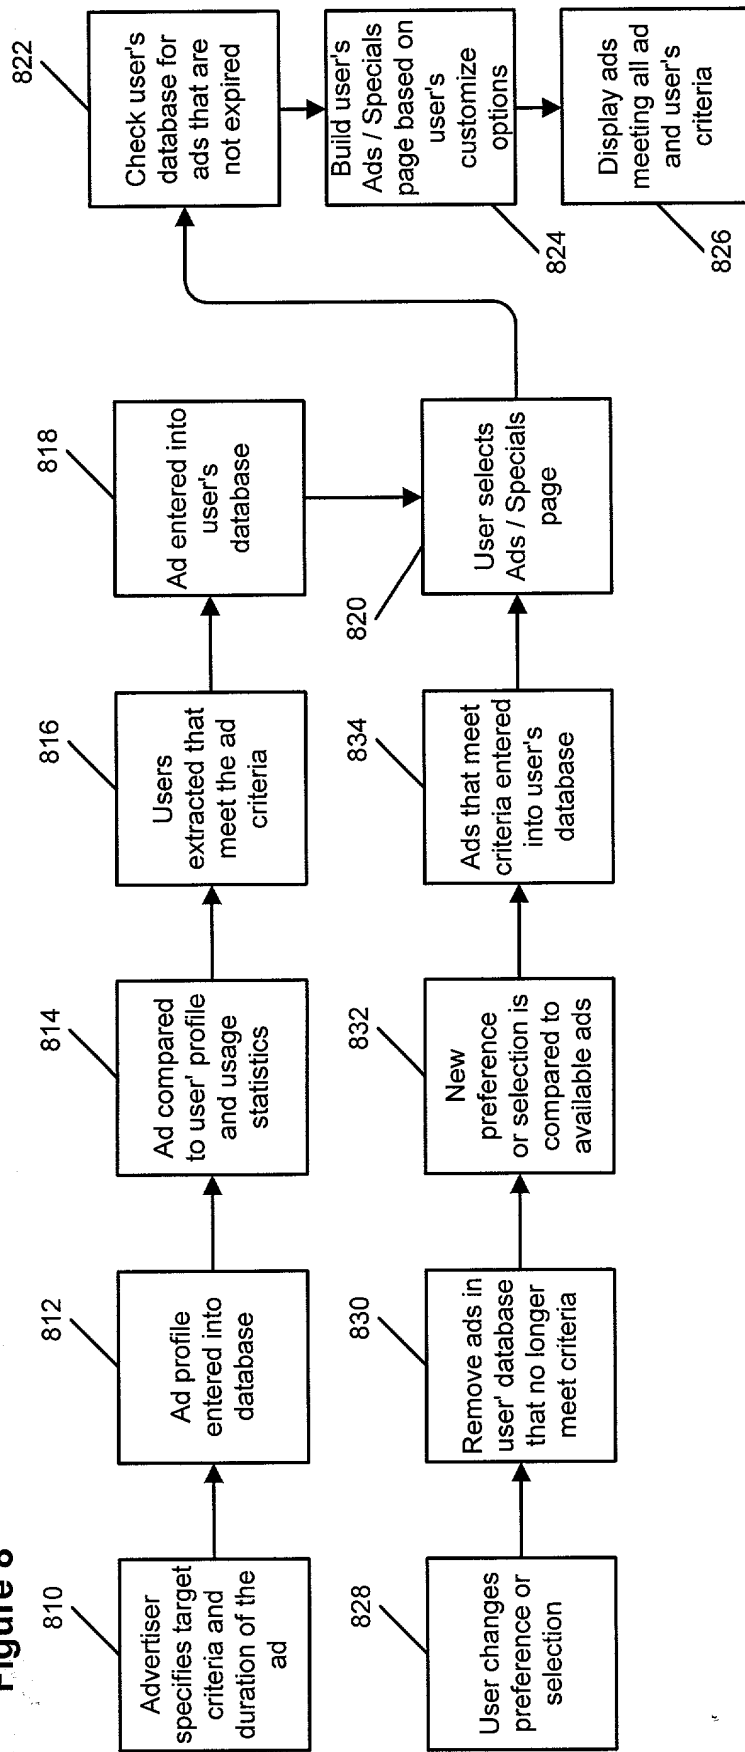 Figure 8
810
Advertiser
specifies target
criteria and
duration of the
ad
812
Ad profile
entered into
database
814
Ad compared
to user' profile
and usage
statistics
816
Users
extracted that
meet the ad
criteria
818
Ad entered into
user's
database
828
User changes
preference or
selection
830
Remove ads in
user' database
that no longer
meet criteria
832
New
preference
or selection is
compared to
available ads
834
Ads that meet
criteria entered
into user's
database
820
User selects
Ads / Specials
page
822
Check user's
database for
ads that are
not expired
Build user's
Ads / Specials
page based on
user's
customize
options
824
Display ads
meeting all ad
and user's
criteria
826